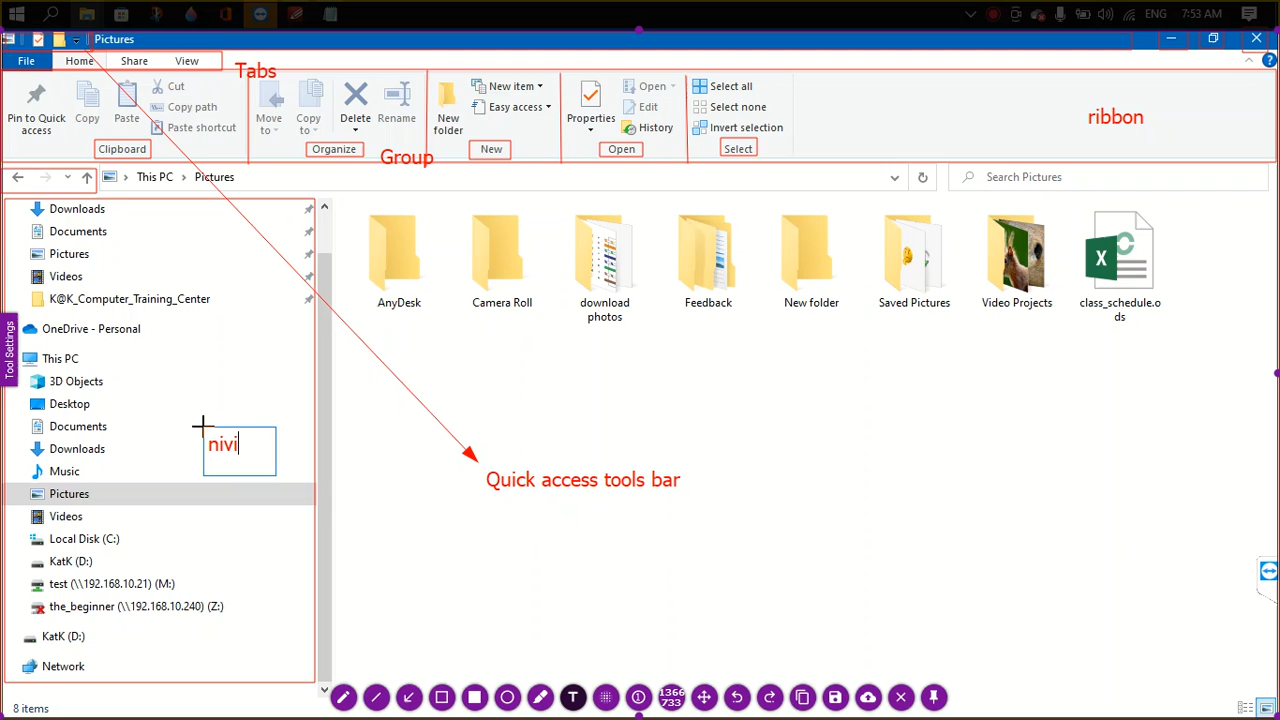 ENG 7:53 AM
Pictures
File Home Share View
Tabs
Pin to Quick access
Copy
Paste
Cut
Copy path
Paste shortcut
Clipboard
Move to
Copy to
Delete
Rename
Organize
Group
New folder
New item
Easy access
New
Properties
Open
Edit
History
Open
Select all
Select none
Invert selection
Select
ribbon
This PC > Pictures
Search Pictures
Downloads
Documents
Pictures
Videos
K@K_Computer_Training_Center
OneDrive - Personal
This PC
3D Objects
Desktop
Documents
Downloads
Music
Pictures
Videos
Local Disk (C:)
KatK (D:)
test (\\192.168.10.21) (M:)
the_beginner (\\192.168.10.240) (Z:)
KatK (D:)
Network
Tool Settings
nivi
AnyDesk
Camera Roll
download photos
Feedback
New folder
Saved Pictures
Video Projects
class_schedule.o
ds
Quick access tools bar
T
1366
733
8 items